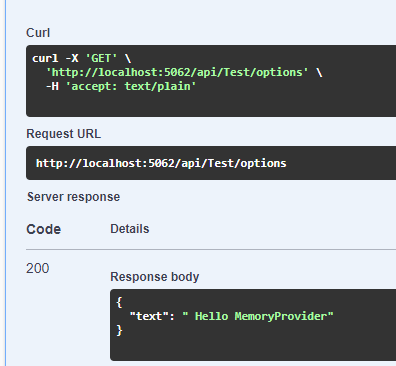 Curl
curl -X 'GET' \
'http://localhost:5062/api/Test/options' \
-H 'accept: text/plain'
Request URL
http://localhost:5062/api/Test/options
Server response
Code Details
200
Response body
{
"text": " Hello MemoryProvider"
}